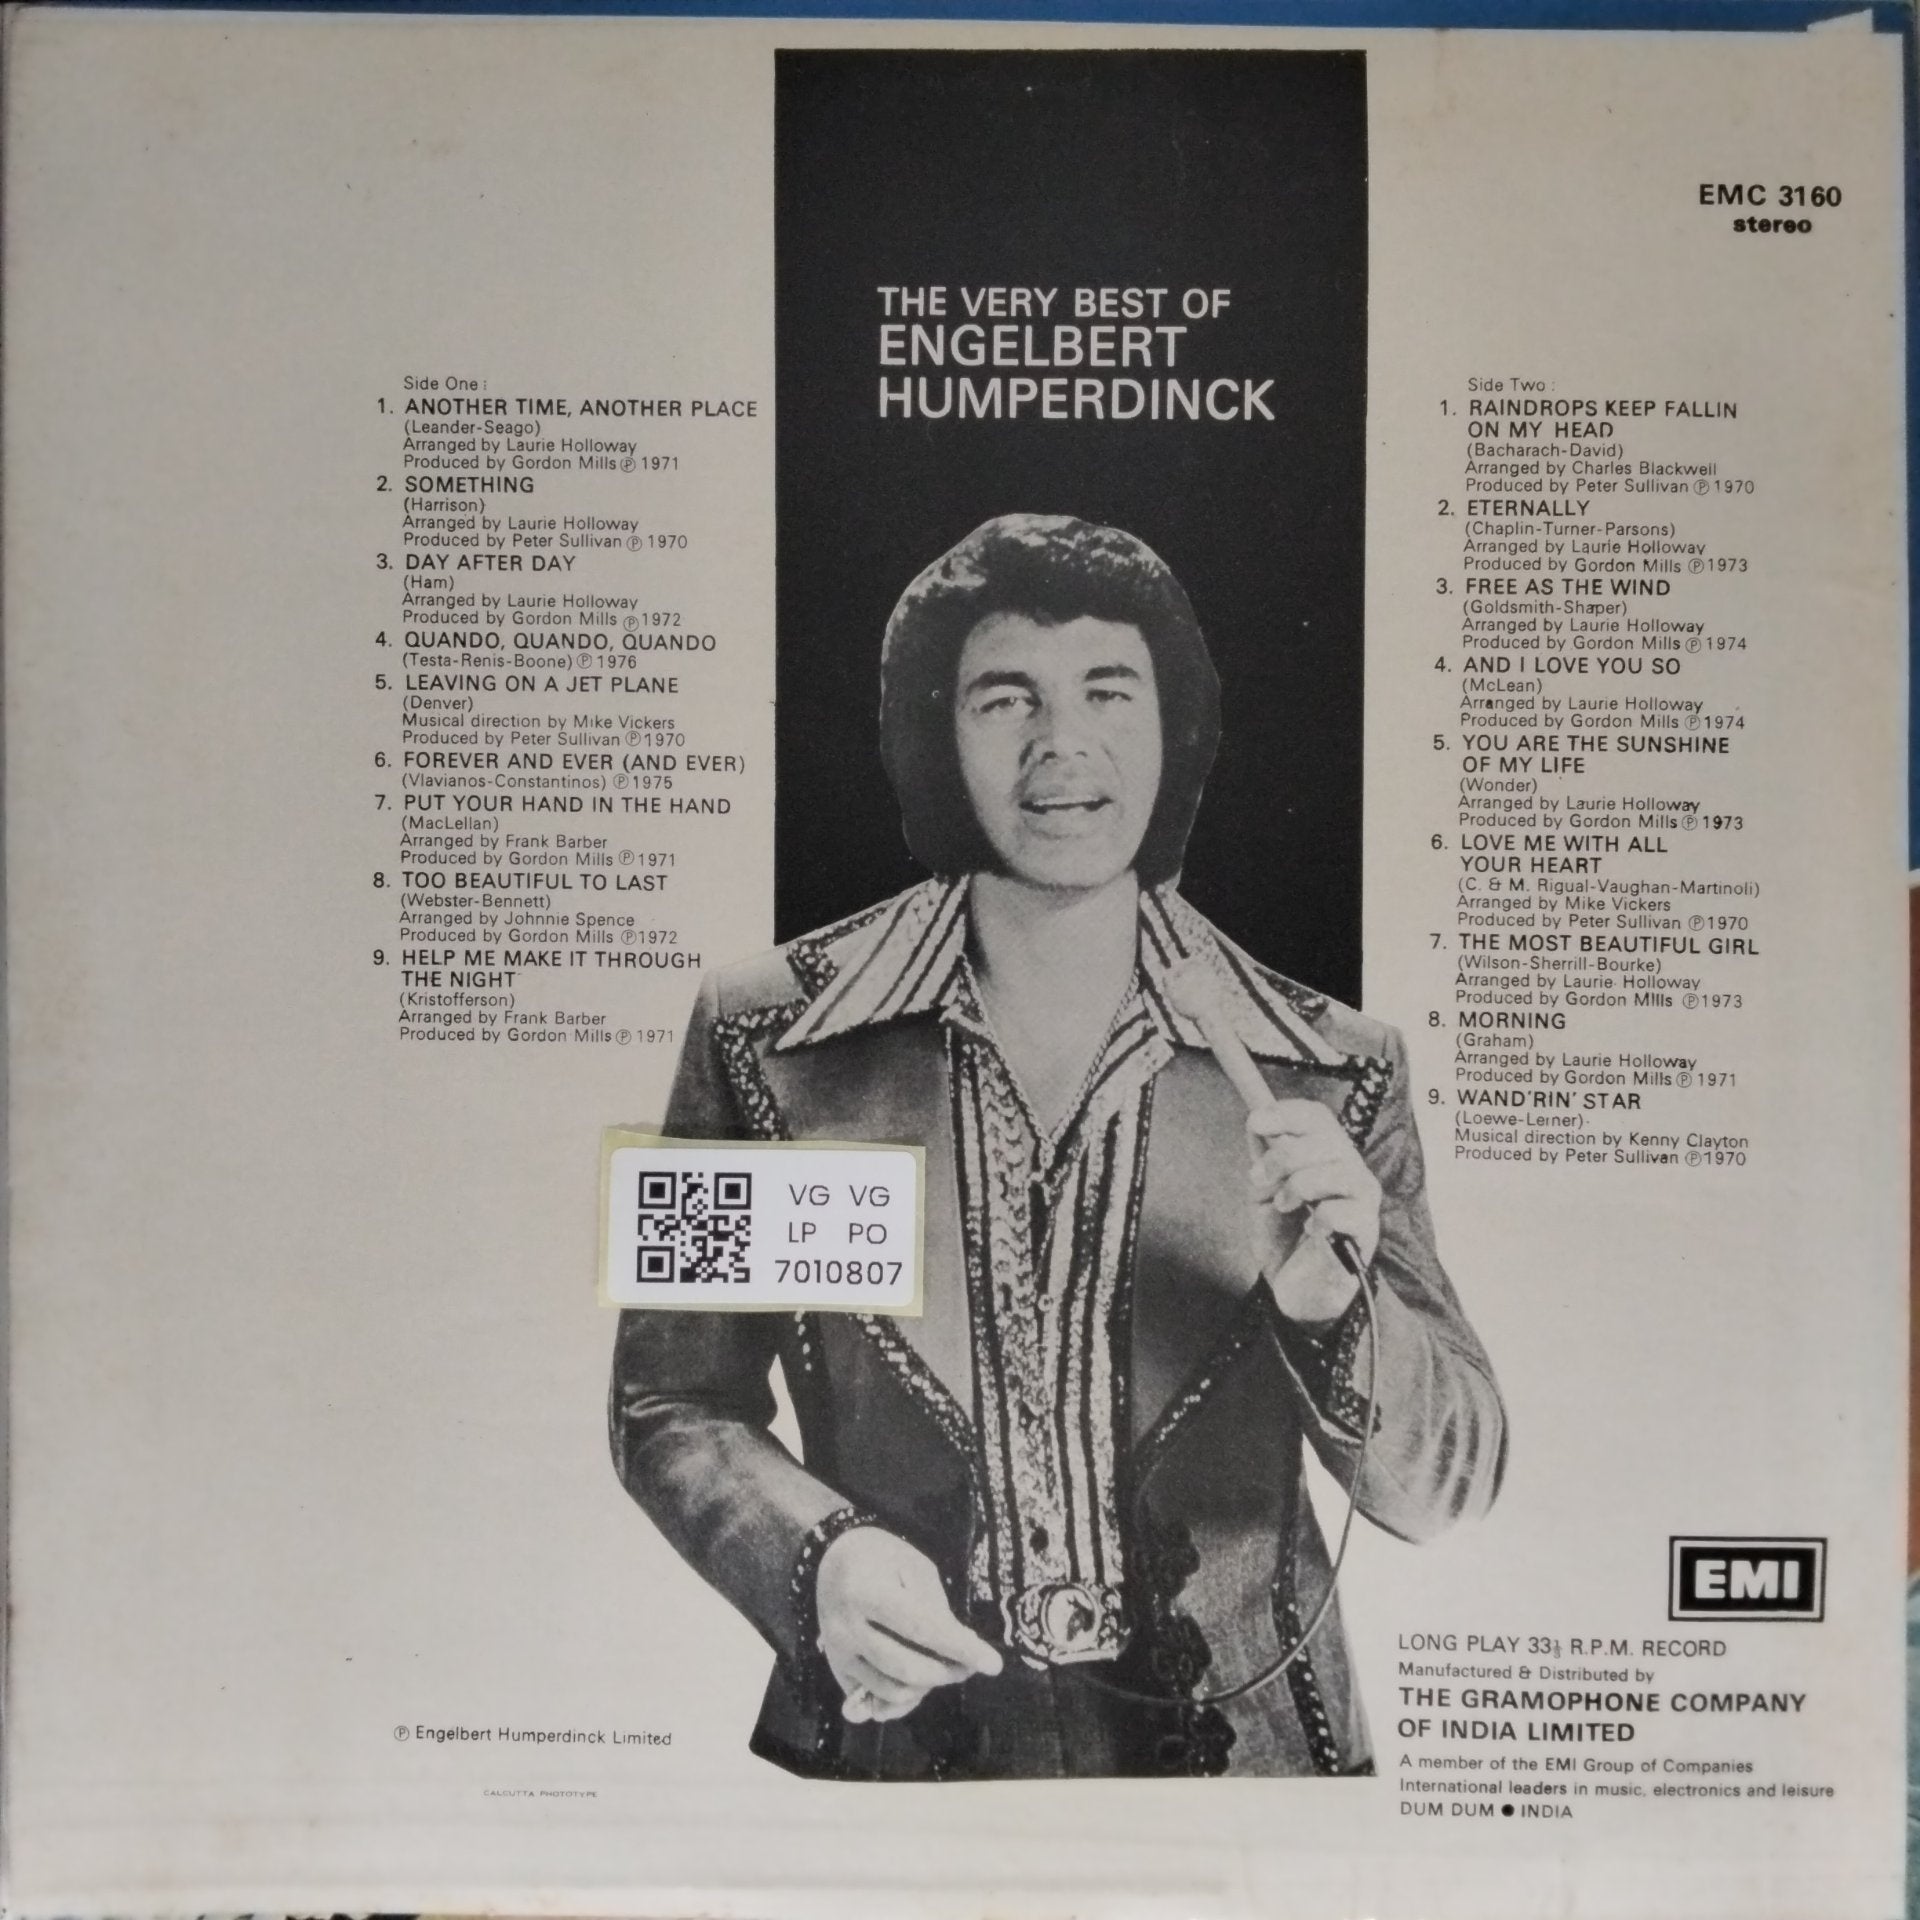 EMC 3160
stereo
THE VERY BEST OF
ENGELBERT
HUMPERDINCK
Side One :
1. ANOTHER TIME, ANOTHER PLACE
(Leander-Seago)
Arranged by Laurie Holloway
Produced by Gordon Mills ℗ 1971
2. SOMETHING
(Harrison)
Arranged by Laurie Holloway
Produced by Peter Sullivan ℗ 1970
3. DAY AFTER DAY
(Ham)
Arranged by Laurie Holloway
Produced by Gordon Mills ℗ 1972
4. QUANDO, QUANDO, QUANDO
(Testa-Renis-Boone) ℗ 1976
5. LEAVING ON A JET PLANE
(Denver)
Musical direction by Mike Vickers
Produced by Peter Sullivan ℗ 1970
6. FOREVER AND EVER (AND EVER)
(Vlavianos-Constantinos) ℗ 1975
7. PUT YOUR HAND IN THE HAND
(MacLellan)
Arranged by Frank Barber
Produced by Gordon Mills ℗ 1971
8. TOO BEAUTIFUL TO LAST
(Webster-Bennett)
Arranged by Johnnie Spence
Produced by Gordon Mills ℗ 1972
9. HELP ME MAKE IT THROUGH
THE NIGHT
(Kristofferson)
Arranged by Frank Barber
Produced by Gordon Mills ℗ 1971
Side Two :
1. RAINDROPS KEEP FALLIN
ON MY HEAD
(Bacharach-David)
Arranged by Charles Blackwell
Produced by Peter Sullivan ℗ 1970
2. ETERNALLY
(Chaplin-Turner-Parsons)
Arranged by Laurie Holloway
Produced by Gordon Mills ℗ 1973
3. FREE AS THE WIND
(Goldsmith-Shaper)
Arranged by Laurie Holloway
Produced by Gordon Mills ℗ 1974
4. AND I LOVE YOU SO
(McLean)
Arranged by Laurie Holloway
Produced by Gordon Mills ℗ 1974
5. YOU ARE THE SUNSHINE
OF MY LIFE
(Wonder)
Arranged by Laurie Holloway
Produced by Gordon Mills ℗ 1973
6. LOVE ME WITH ALL
YOUR HEART
(C. & M. Rigual-Vaughan-Martinoli)
Arranged by Mike Vickers
Produced by Peter Sullivan ℗ 1970
7. THE MOST BEAUTIFUL GIRL
(Wilson-Sherrill-Bourke)
Arranged by Laurie Holloway
Produced by Gordon Mills ℗ 1973
8. MORNING
(Graham)
Arranged by Laurie Holloway
Produced by Gordon Mills ℗ 1971
9. WAND'RIN' STAR
(Loewe-Lerner)
Musical direction by Kenny Clayton
Produced by Peter Sullivan ℗ 1970
VG VG
LP PO
7010807
EMI
LONG PLAY 33⅓ R.P.M. RECORD
Manufactured & Distributed by
THE GRAMOPHONE COMPANY
OF INDIA LIMITED
A member of the EMI Group of Companies
International leaders in music, electronics and leisure
DUM DUM ● INDIA
℗ Engelbert Humperdinck Limited
CALCUTTA PHOTOTYPE